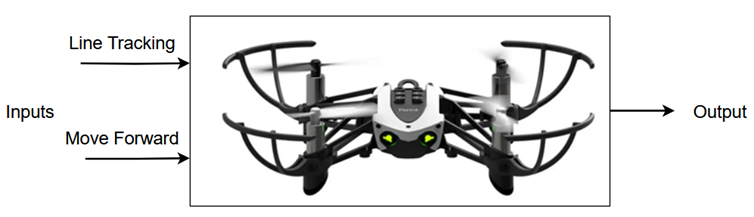 Line Tracking
Inputs
Output
Move Forward